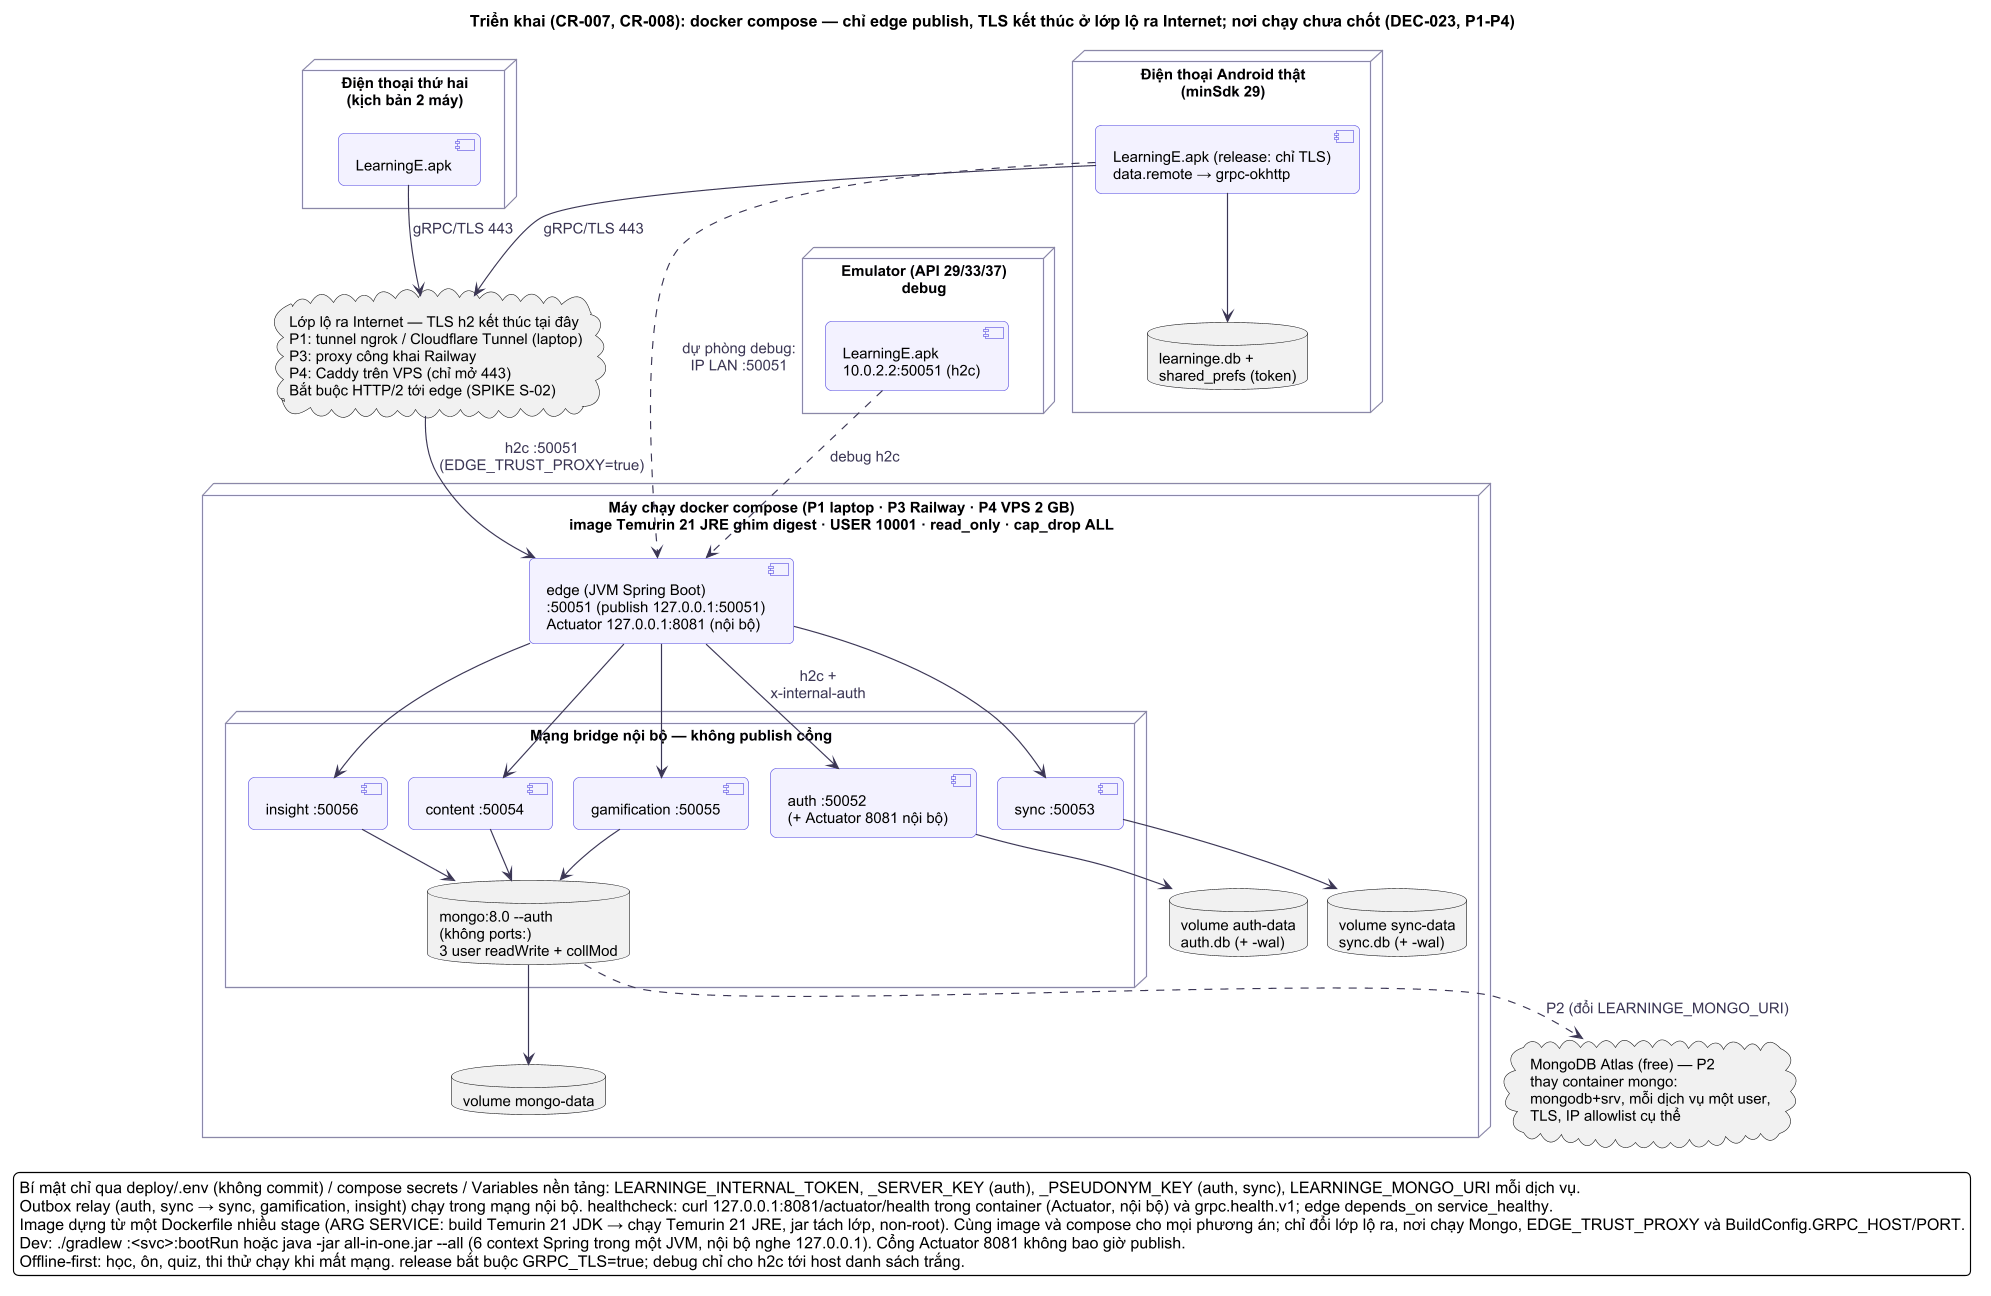 Triển khai (CR-007, CR-008): docker compose — chỉ edge publish, TLS kết thúc ở lớp lộ ra Internet; nơi chạy chưa chốt (DEC-023, P1-P4)
Điện thoại thứ hai
(kịch bản 2 máy)
LearningE.apk
Điện thoại Android thật
(minSdk 29)
LearningE.apk (release: chỉ TLS)
data.remote → grpc-okhttp
gRPC/TLS 443
gRPC/TLS 443
Emulator (API 29/33/37)
debug
LearningE.apk
10.0.2.2:50051 (h2c)
learninge.db +
shared_prefs (token)
Lớp lộ ra Internet — TLS h2 kết thúc tại đây
P1: tunnel ngrok / Cloudflare Tunnel (laptop)
P3: proxy công khai Railway
P4: Caddy trên VPS (chỉ mở 443)
Bắt buộc HTTP/2 tới edge (SPIKE S-02)
dự phòng debug:
IP LAN :50051
h2c :50051
(EDGE_TRUST_PROXY=true)
debug h2c
Máy chạy docker compose (P1 laptop · P3 Railway · P4 VPS 2 GB)
image Temurin 21 JRE ghim digest · USER 10001 · read_only · cap_drop ALL
edge (JVM Spring Boot)
:50051 (publish 127.0.0.1:50051)
Actuator 127.0.0.1:8081 (nội bộ)
h2c +
x-internal-auth
Mạng bridge nội bộ — không publish cổng
insight :50056
content :50054
gamification :50055
auth :50052
(+ Actuator 8081 nội bộ)
sync :50053
mongo:8.0 --auth
(không ports:)
3 user readWrite + collMod
volume auth-data
auth.db (+ -wal)
volume sync-data
sync.db (+ -wal)
P2 (đổi LEARNINGE_MONGO_URI)
volume mongo-data
MongoDB Atlas (free) — P2
thay container mongo:
mongodb+srv, mỗi dịch vụ một user,
TLS, IP allowlist cụ thể
Bí mật chỉ qua deploy/.env (không commit) / compose secrets / Variables nền tảng: LEARNINGE_INTERNAL_TOKEN, _SERVER_KEY (auth), _PSEUDONYM_KEY (auth, sync), LEARNINGE_MONGO_URI mỗi dịch vụ.
Outbox relay (auth, sync → sync, gamification, insight) chạy trong mạng nội bộ. healthcheck: curl 127.0.0.1:8081/actuator/health trong container (Actuator, nội bộ) và grpc.health.v1; edge depends_on service_healthy.
Image dựng từ một Dockerfile nhiều stage (ARG SERVICE: build Temurin 21 JDK → chạy Temurin 21 JRE, jar tách lớp, non-root). Cùng image và compose cho mọi phương án; chỉ đổi lớp lộ ra, nơi chạy Mongo, EDGE_TRUST_PROXY và BuildConfig.GRPC_HOST/PORT.
Dev: ./gradlew :<svc>:bootRun hoặc java -jar all-in-one.jar --all (6 context Spring trong một JVM, nội bộ nghe 127.0.0.1). Cổng Actuator 8081 không bao giờ publish.
Offline-first: học, ôn, quiz, thi thử chạy khi mất mạng. release bắt buộc GRPC_TLS=true; debug chỉ cho h2c tới host danh sách trắng.